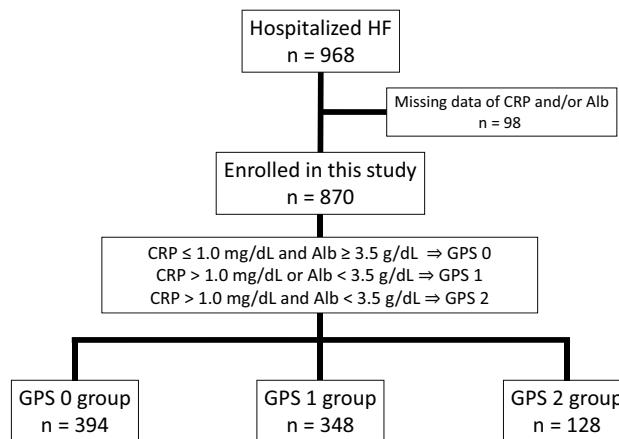 Hospitalized HF
n = 968
Missing data of CRP and/or Alb
n = 98
Enrolled in this study
n = 870
CRP ≤ 1.0 mg/dL and Alb ≥ 3.5 g/dL ⇒ GPS 0
CRP > 1.0 mg/dL or Alb < 3.5 g/dL ⇒ GPS 1
CRP > 1.0 mg/dL and Alb < 3.5 g/dL ⇒ GPS 2
GPS 0 group
n = 394
GPS 1 group
n = 348
GPS 2 group
n = 128